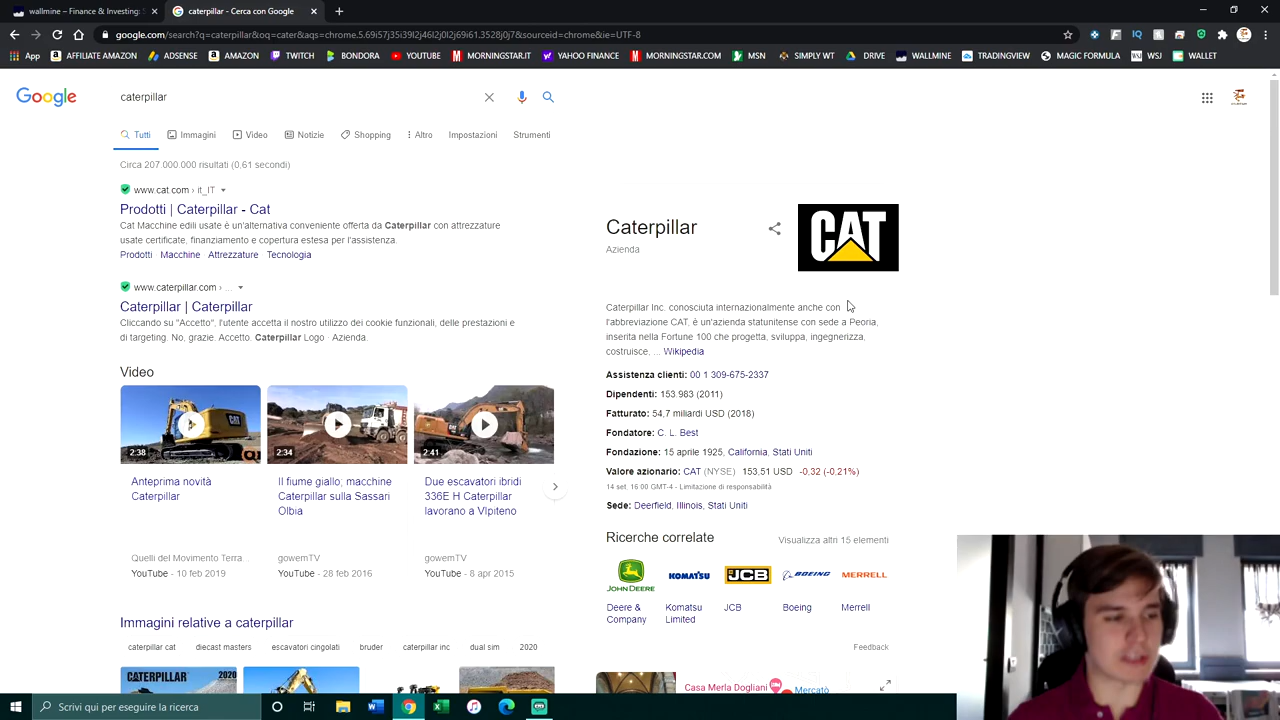 wallmine — Finance & Investing
caterpillar - Cerca con Google
google.com/search?q=caterpillar&oq=cater&aqs=chrome.5.69i57j35i39l2j46l2j0l2j69i61.3528j0j7&sourceid=chrome&ie=UTF-8
App
AMAZON
ADSENSE
AMAZON
TWITCH
BONDORA
YOUTUBE
MORNINGSTAR.IT
YAHOO FINANCE
MORNINGSTAR.COM
MSN
SIMPLY WT
WALLMINE
TRADINGVIEW
MAGIC FORMULA
WSJ
WALLET
Google
caterpillar
Tutti
Immagini
Video
Notizie
Shopping
Altro
Impostazioni
Strumenti
Circa 207.000.000 risultati (0,61 secondi)
www.cat.com › it_IT
Prodotti | Caterpillar - Cat
Cat Macchine edili usate è un'alternativa conveniente offerta da Caterpillar con attrezzature
usate certificate, finanziamento e copertura estesa per l'assistenza.
Prodotti Macchine Attrezzature Tecnologia
www.caterpillar.com › ...
Caterpillar | Caterpillar
Cliccando su "Accetto", l'utente accetta il nostro utilizzo dei cookie funzionali, delle prestazioni e
di targeting. No, grazie. Accetto. Caterpillar Logo · Azienda.
Video
CAT
2:38
2:34
2:41
Anteprima novità
Caterpillar
Il fiume giallo; macchine
Caterpillar sulla Sassari
Olbia
Due escavatori ibridi
336E H Caterpillar
lavorano a VIpiteno
Quelli del Movimento Terra...
YouTube - 10 feb 2019
gowemTV
YouTube - 28 feb 2016
gowemTV
YouTube - 8 apr 2015
Immagini relative a caterpillar
caterpillar cat
diecast masters
escavatori cingolati
bruder
caterpillar inc
dual sim
2020
CATERPILLAR
2020
Caterpillar
Azienda
CAT
Caterpillar Inc. conosciuta internazionalmente anche con
l'abbreviazione CAT, è un'azienda statunitense con sede a Peoria,
inserita nella Fortune 100 che progetta, sviluppa, ingegnerizza,
costruisce, ... Wikipedia
Assistenza clienti: 00 1 309-675-2337
Dipendenti: 153.983 (2011)
Fatturato: 54,7 miliardi USD (2018)
Fondatore: C. L. Best
Fondazione: 15 aprile 1925, California, Stati Uniti
Valore azionario: CAT (NYSE) 153,51 USD -0,32 (-0,21%)
14 set, 16:00 GMT-4 - Limitazione di responsabilità
Sede: Deerfield, Illinois, Stati Uniti
Ricerche correlate
Visualizza altri 15 elementi
JOHN DEERE
KOMATSU
JCB
BOEING
MERRELL
Deere &
Company
Komatsu
Limited
JCB
Boeing
Merrell
Feedback
Casa Merla Dogliani
Mercatò
Scrivi qui per eseguire la ricerca